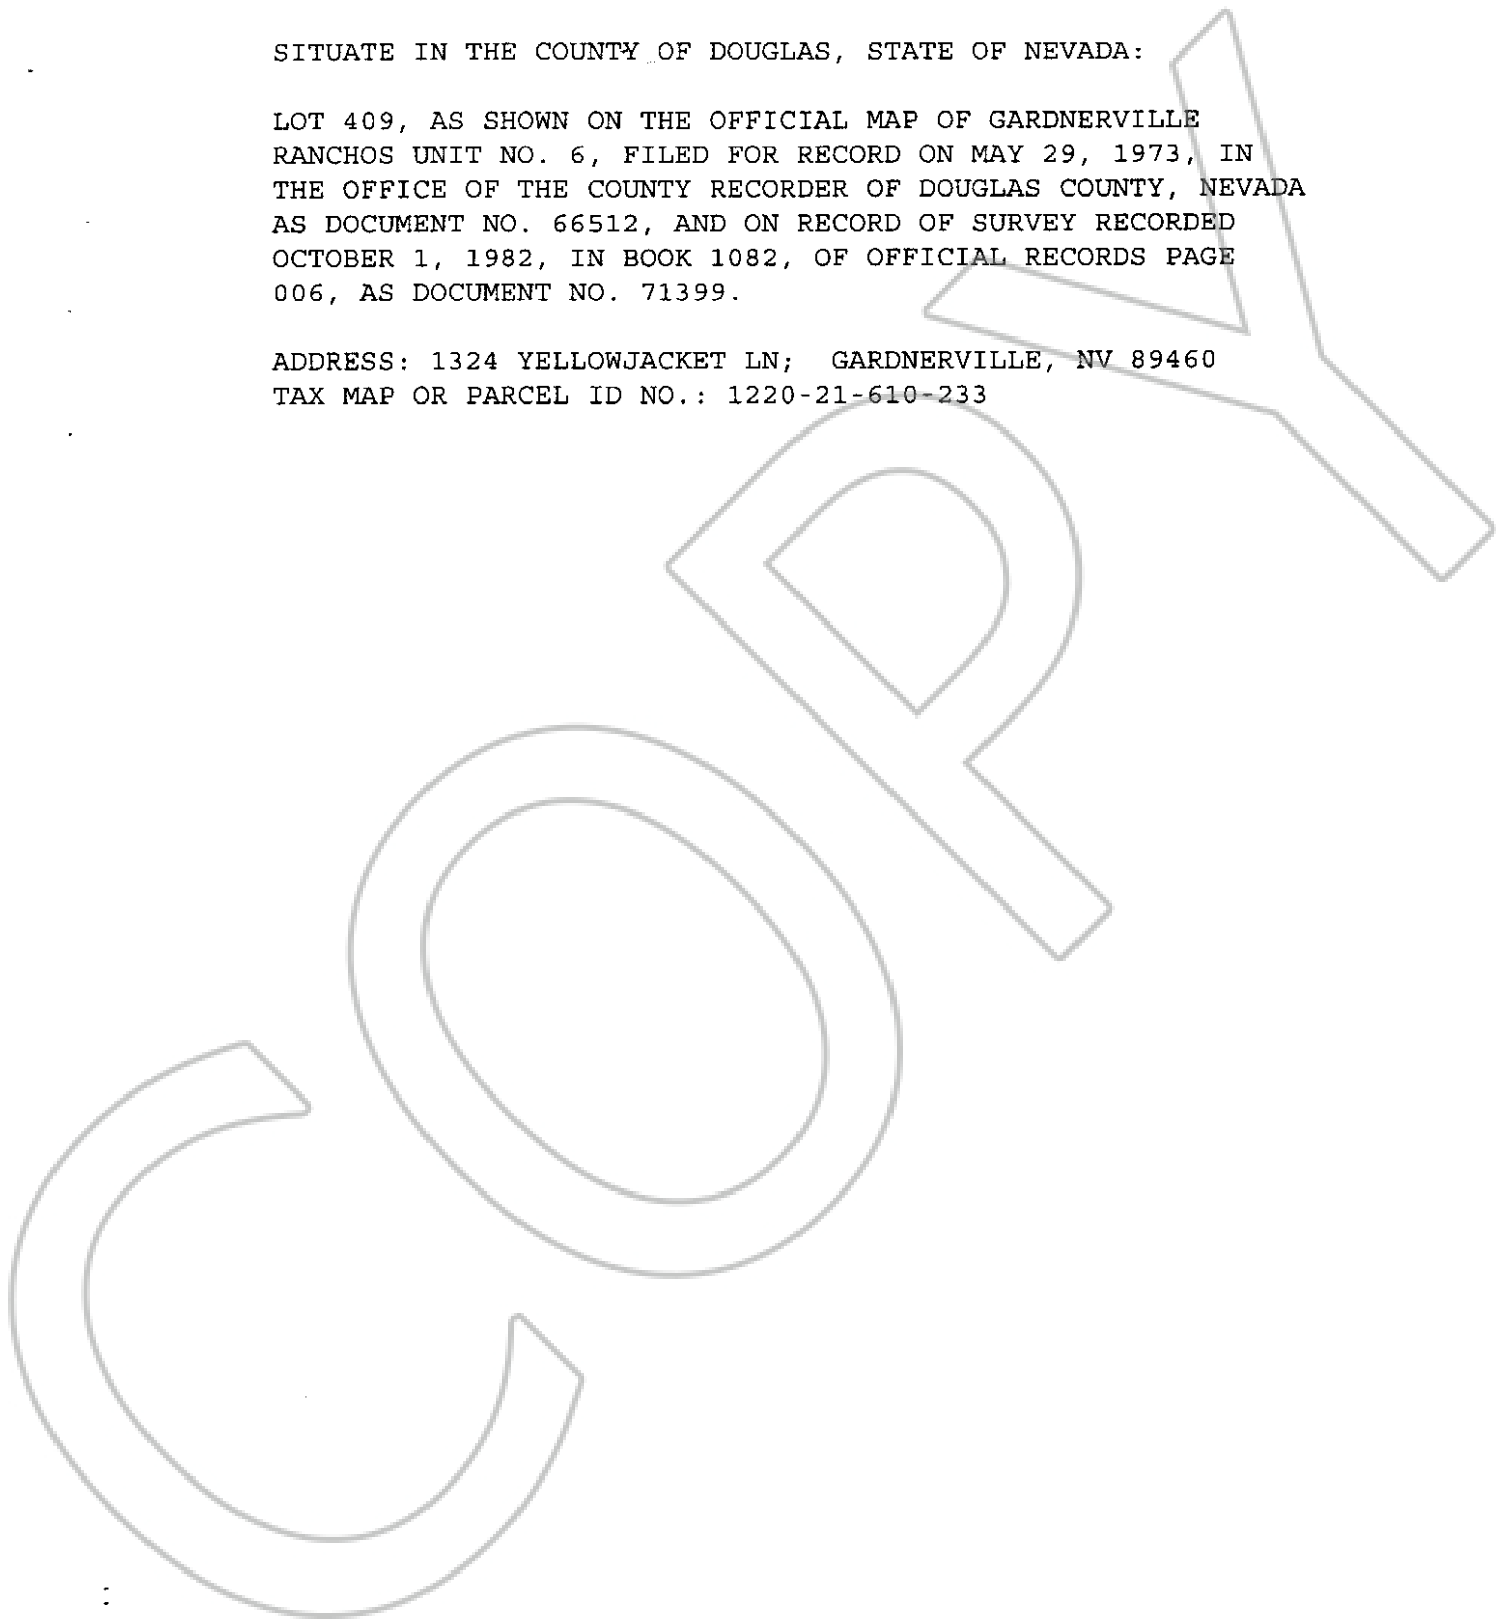 SITUATE IN THE COUNTY OF DOUGLAS, STATE OF NEVADA:
LOT 409, AS SHOWN ON THE OFFICIAL MAP OF GARDNERVILLE
RANCHOS UNIT NO. 6, FILED FOR RECORD ON MAY 29, 1973, IN
THE OFFICE OF THE COUNTY RECORDER OF DOUGLAS COUNTY, NEVADA
AS DOCUMENT NO. 66512, AND ON RECORD OF SURVEY RECORDED
OCTOBER 1, 1982, IN BOOK 1082, OF OFFICIAL RECORDS PAGE
006, AS DOCUMENT NO. 71399.
ADDRESS: 1324 YELLOWJACKET LN;  GARDNERVILLE, NV 89460
TAX MAP OR PARCEL ID NO.: 1220-21-610-233
COPY